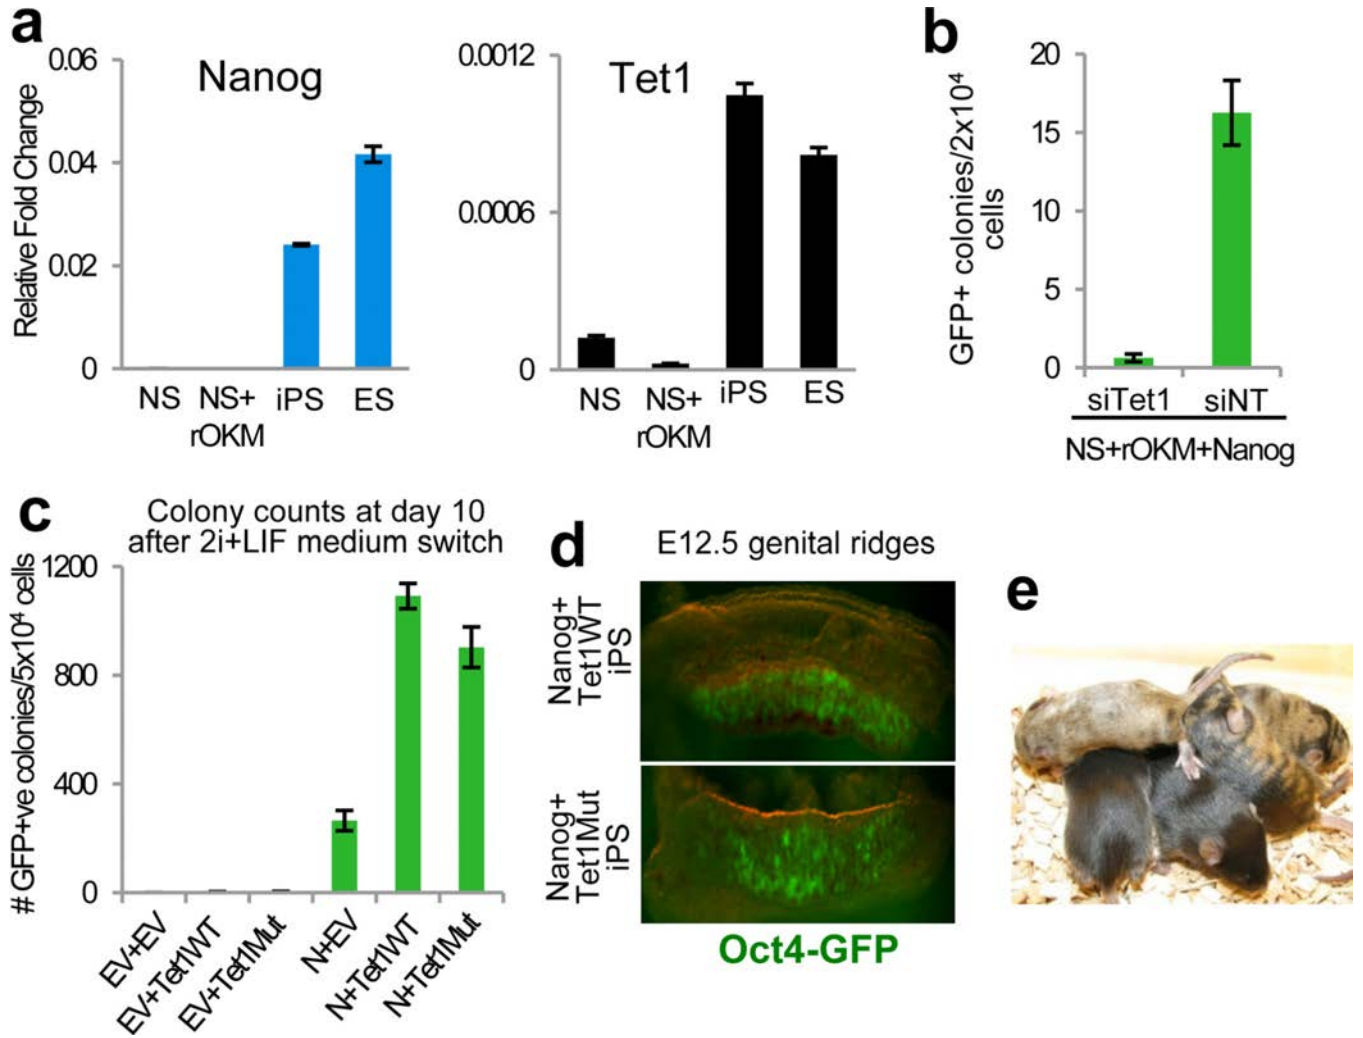 a
Nanog
Relative Fold Change
0.06
0.04
0.02
0
NS
NS+
rOKM
iPS
ES
Tet1
0.0012
0.0006
0
NS
NS+
rOKM
iPS
ES
b
GFP+ colonies/2x10⁴
cells
20
15
10
5
0
siTet1
siNT
NS+rOKM+Nanog
c
Colony counts at day 10
after 2i+LIF medium switch
# GFP+ve colonies/5x10⁴ cells
1200
800
400
0
EV+EV
EV+Tet1WT
EV+Tet1Mut
N+EV
N+Tet1WT
N+Tet1Mut
d
E12.5 genital ridges
Nanog+
Tet1WT
iPS
Nanog+
Tet1Mut
iPS
Oct4-GFP
e